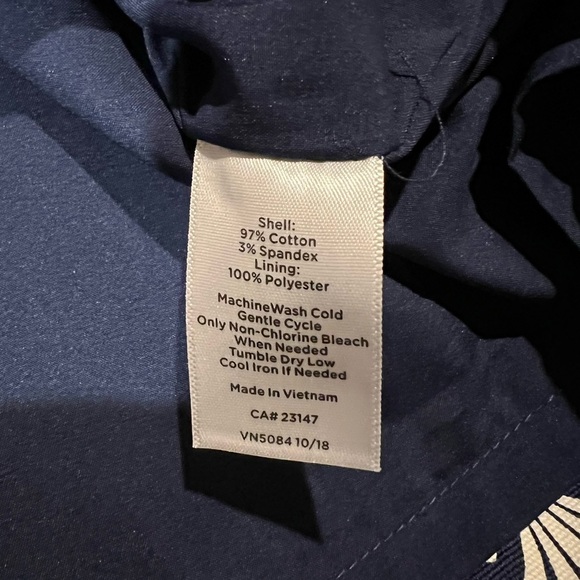 Shell:
97% Cotton
3% Spandex
Lining:
100% Polyester
MachineWash Cold
Gentle Cycle
Only Non-Chlorine Bleach
When Needed
Tumble Dry Low
Cool Iron If Needed
Made In Vietnam
CA# 23147
VN5084 10/18